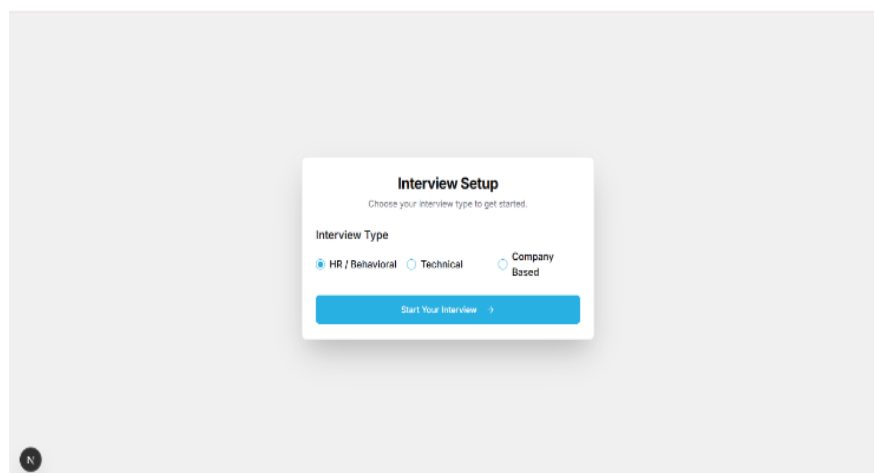 Interview Setup
Choose your interview type to get started.
Interview Type
HR / Behavioral
Technical
Company
Based
Start Your Interview →
N